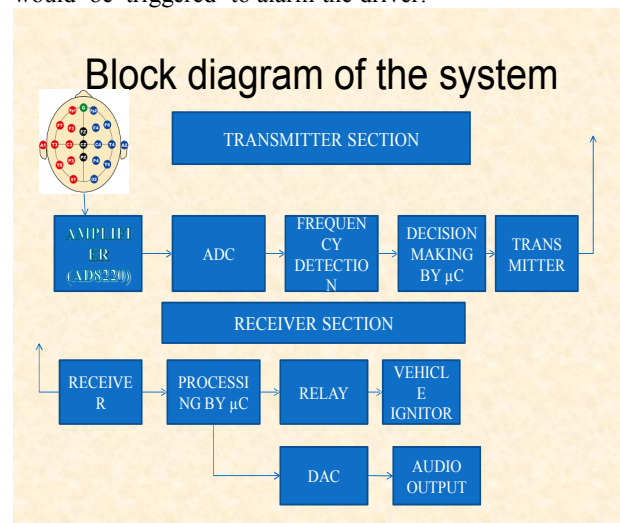 would be triggered to alarm the driver.
Block diagram of the system
TRANSMITTER SECTION
AMPLIFI
ER
(AD8220)
ADC
FREQUEN
CY
DETECTIO
N
DECISION
MAKING
BY µC
TRANS
MITTER
RECEIVER SECTION
RECEIVE
R
PROCESSI
NG BY µC
RELAY
VEHICL
E
IGNITOR
DAC
AUDIO
OUTPUT